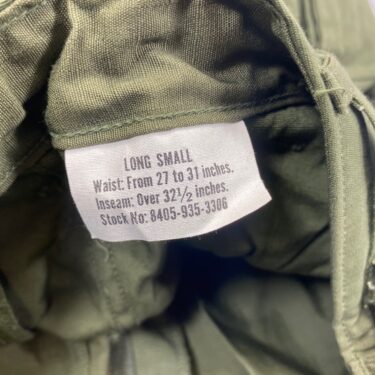 LONG SMALL
Waist: From 27 to 31 inches.
Inseam: Over 32½ inches.
Stock No: 8405-935-3306